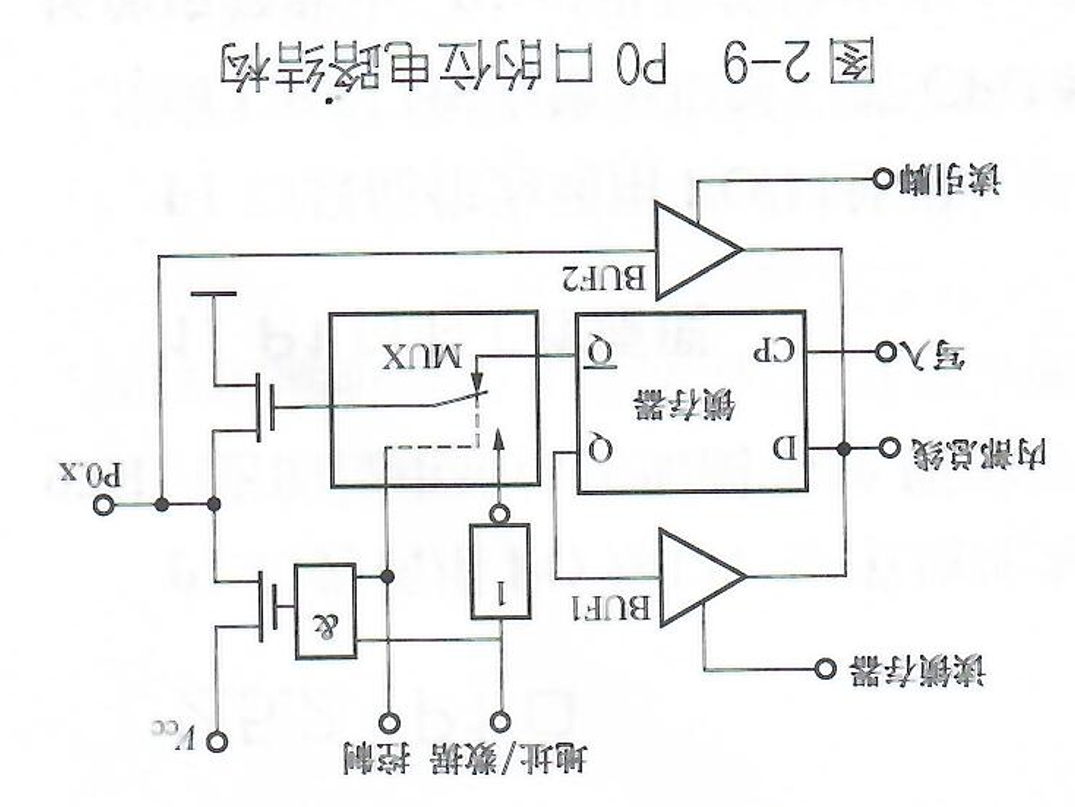 地址/数据 控制
Vcc
读锁存器
BUF1
1
&
P0.X
内部总线
D
Q
锁存器
写入
CP
Q̅
MUX
BUF2
读引脚
图 2-9 P0 口的位电路结构